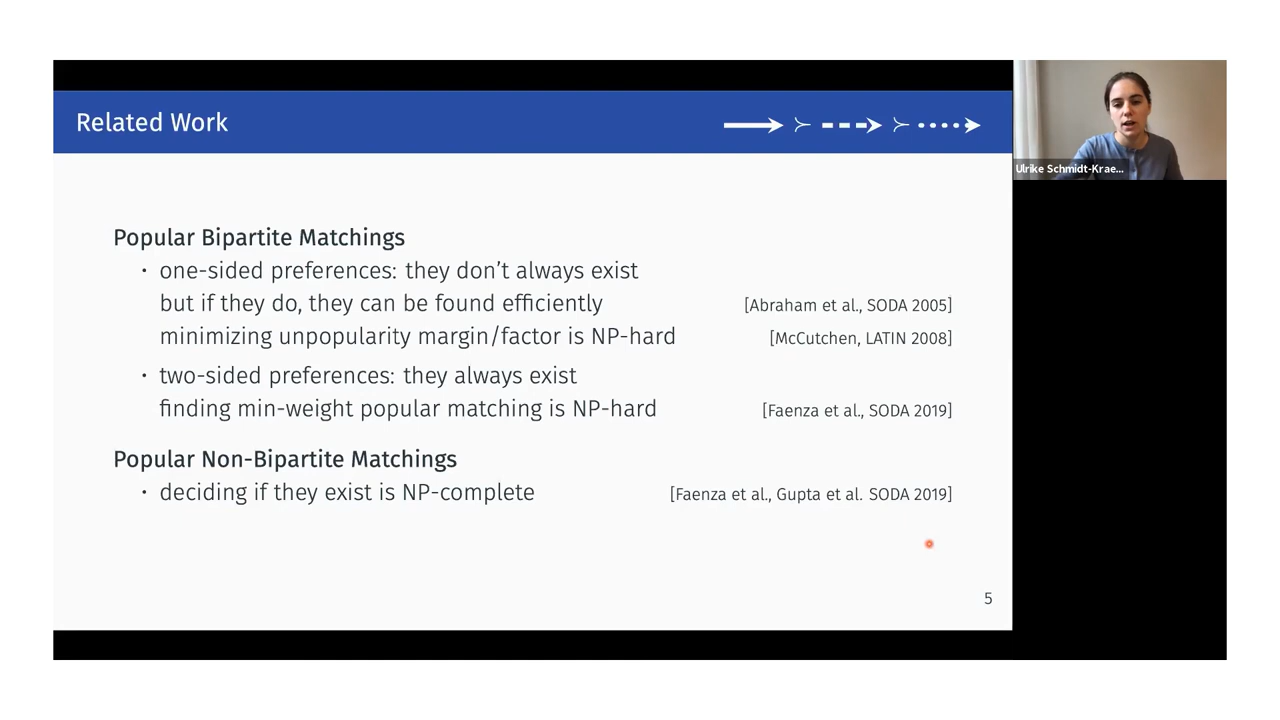 Related Work
Ulrike Schmidt-Krae...
Popular Bipartite Matchings
· one-sided preferences: they don’t always exist
but if they do, they can be found efficiently [Abraham et al., SODA 2005]
minimizing unpopularity margin/factor is NP-hard [McCutchen, LATIN 2008]
· two-sided preferences: they always exist
finding min-weight popular matching is NP-hard [Faenza et al., SODA 2019]
Popular Non-Bipartite Matchings
· deciding if they exist is NP-complete [Faenza et al., Gupta et al. SODA 2019]
5